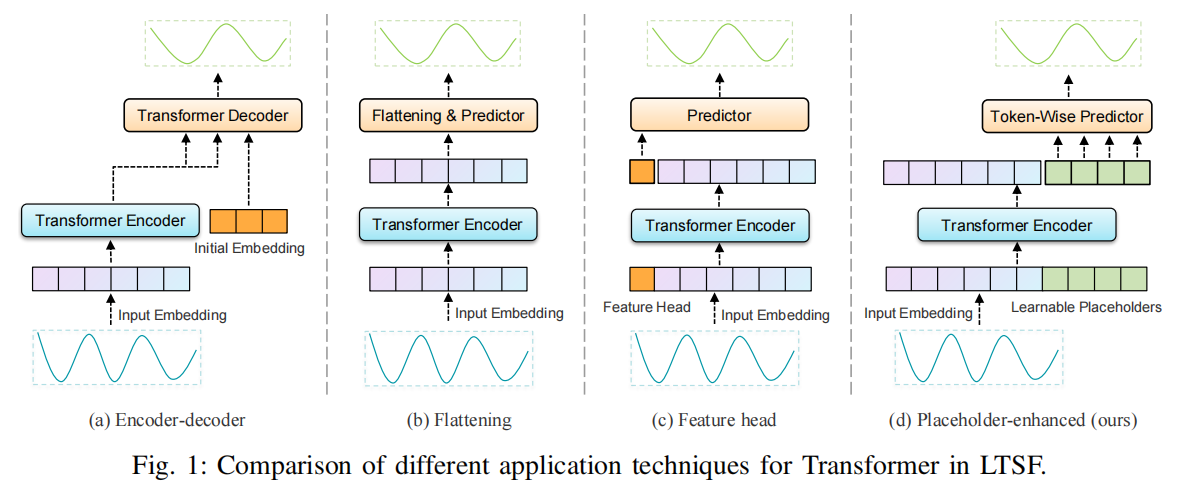 Transformer Decoder
Transformer Encoder
Initial Embedding
Input Embedding
(a) Encoder-decoder
Flattening & Predictor
Transformer Encoder
Input Embedding
(b) Flattening
Predictor
Transformer Encoder
Feature Head
Input Embedding
(c) Feature head
Token-Wise Predictor
Transformer Encoder
Input Embedding
Learnable Placeholders
(d) Placeholder-enhanced (ours)
Fig. 1: Comparison of different application techniques for Transformer in LTSF.